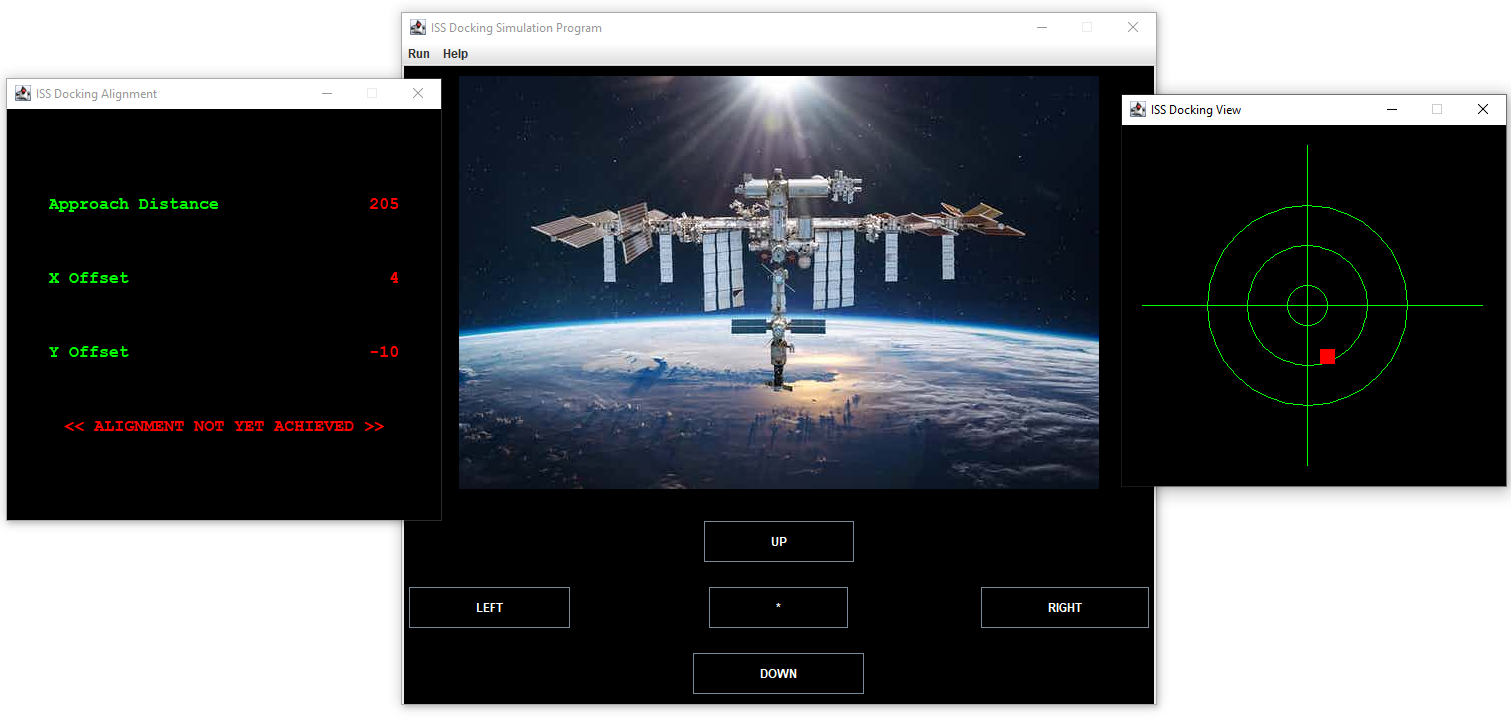 ISS Docking Simulation Program
Run Help
ISS Docking Alignment
Approach Distance 205
X Offset 4
Y Offset -10
<< ALIGNMENT NOT YET ACHIEVED >>
ISS Docking View
UP
LEFT * RIGHT
DOWN